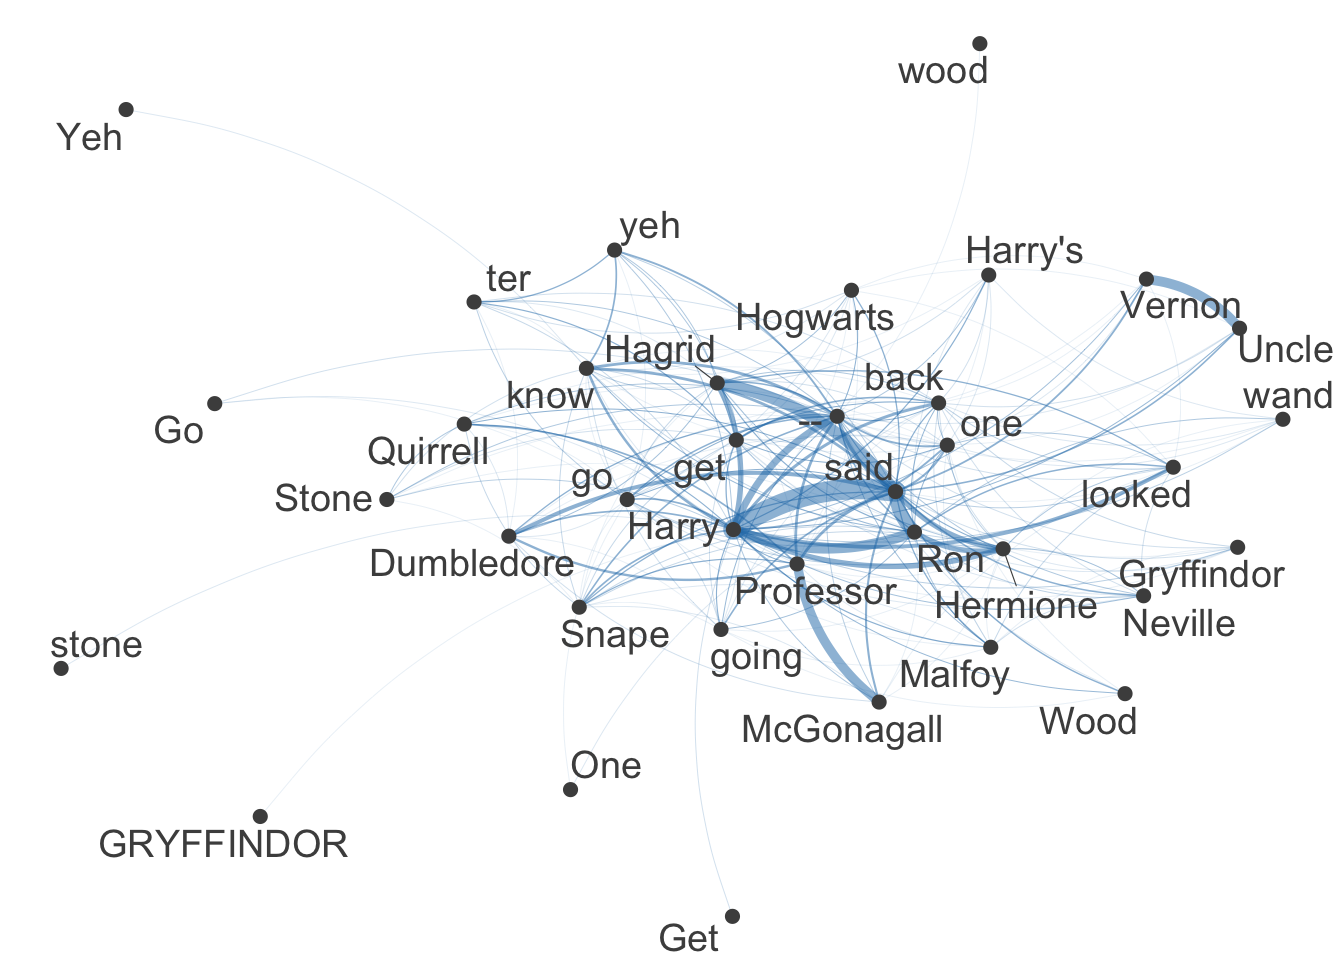 wood
Yeh
yeh
Harry's
ter
Vernon
Hogwarts
Uncle
Hagrid
back
wand
know
Go
--
one
Quirrell
get
said
go
looked
Stone
Harry
Dumbledore
Ron
Gryffindor
Professor
Hermione
Neville
Snape
stone
going
Malfoy
McGonagall
Wood
One
GRYFFINDOR
Get